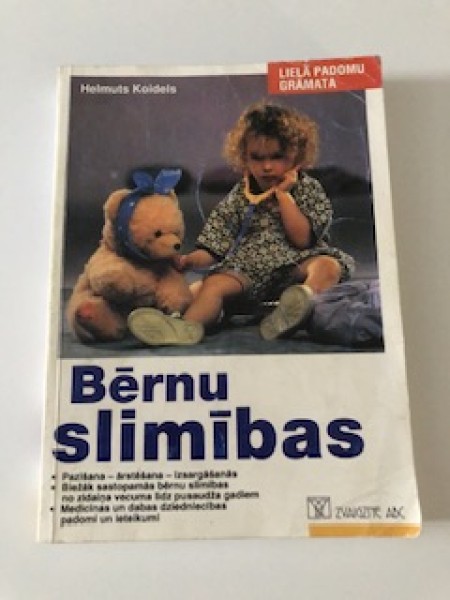 LIELĀ PADOMU
GRĀMATA
Helmuts Koidels
Bērnu
slimības
• Pazīšana – ārstēšana – izsargāšanās
• Biežāk sastopamās bērnu slimības
no zīdaiņa vecuma līdz pusaudža gadiem
• Medicīnas un dabas dziedniecības
padomi un ieteikumi
ZVAIGZNE ABC